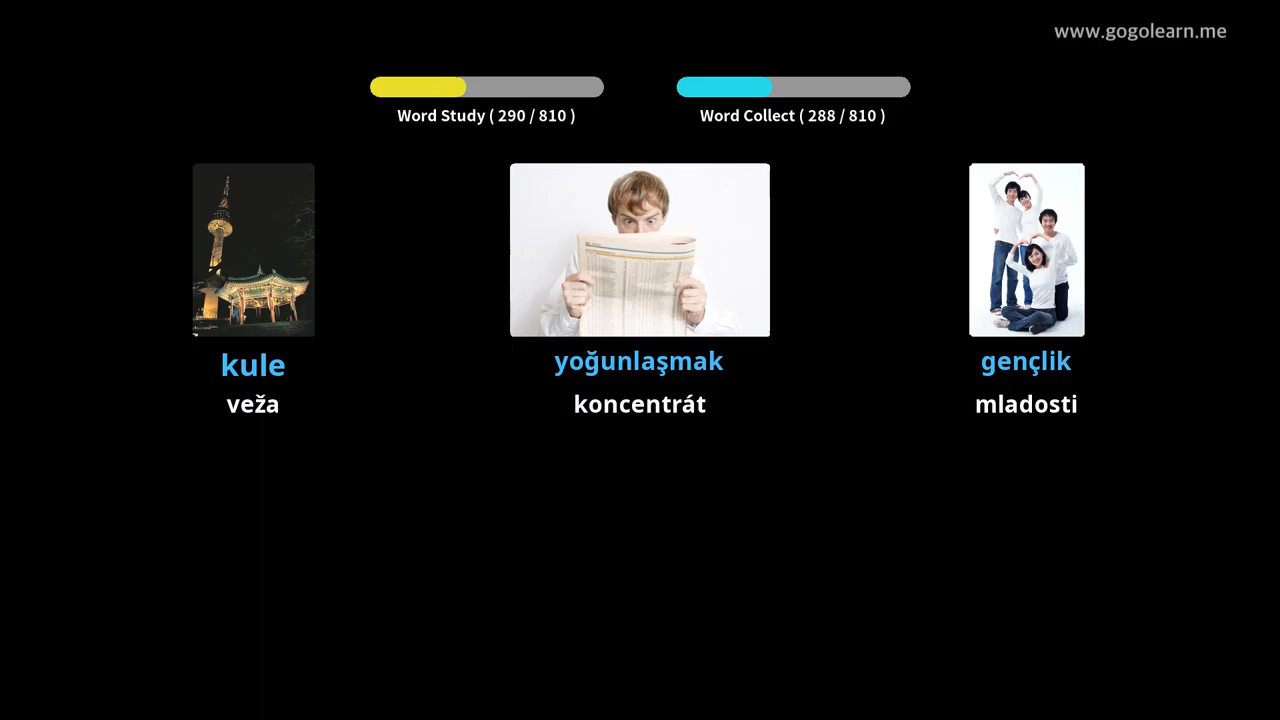 www.gogolearn.me
Word Study ( 290 / 810 )
Word Collect ( 288 / 810 )
kule
yoğunlaşmak
gençlik
veža
koncentrát
mladosti